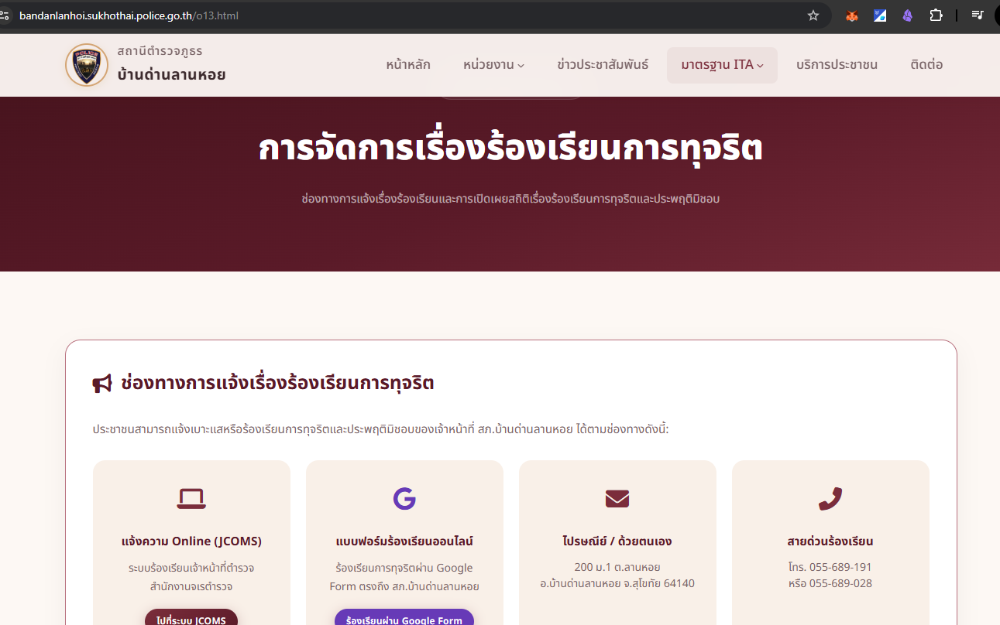 bandanlanhoi.sukhothai.police.go.th/o13.html
สถานีตำรวจภูธร
บ้านด่านลานหอย
หน้าหลัก
หน่วยงาน
ข่าวประชาสัมพันธ์
มาตรฐาน ITA
บริการประชาชน
ติดต่อ
การจัดการเรื่องร้องเรียนการทุจริต
ช่องทางการแจ้งเรื่องร้องเรียนและการเปิดเผยสถิติเรื่องร้องเรียนการทุจริตและประพฤติมิชอบ
ช่องทางการแจ้งเรื่องร้องเรียนการทุจริต
ประชาชนสามารถแจ้งเบาะแสหรือร้องเรียนการทุจริตและประพฤติมิชอบของเจ้าหน้าที่ สภ.บ้านด่านลานหอย ได้ตามช่องทางดังนี้:
แจ้งความ Online (JCOMS)
ระบบร้องเรียนเจ้าหน้าที่ตำรวจ
สำนักงานจเรตำรวจ
ไปที่ระบบ JCOMS
แบบฟอร์มร้องเรียนออนไลน์
ร้องเรียนการทุจริตผ่าน Google
Form ตรงถึง สภ.บ้านด่านลานหอย
ร้องเรียนผ่าน Google Form
ไปรษณีย์ / ด้วยตนเอง
200 ม.1 ต.ลานหอย
อ.บ้านด่านลานหอย จ.สุโขทัย 64140
สายด่วนร้องเรียน
โทร. 055-689-191
หรือ 055-689-028